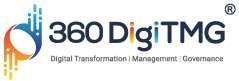 360 DigiTMG®
Digital Transformation | Management | Governance